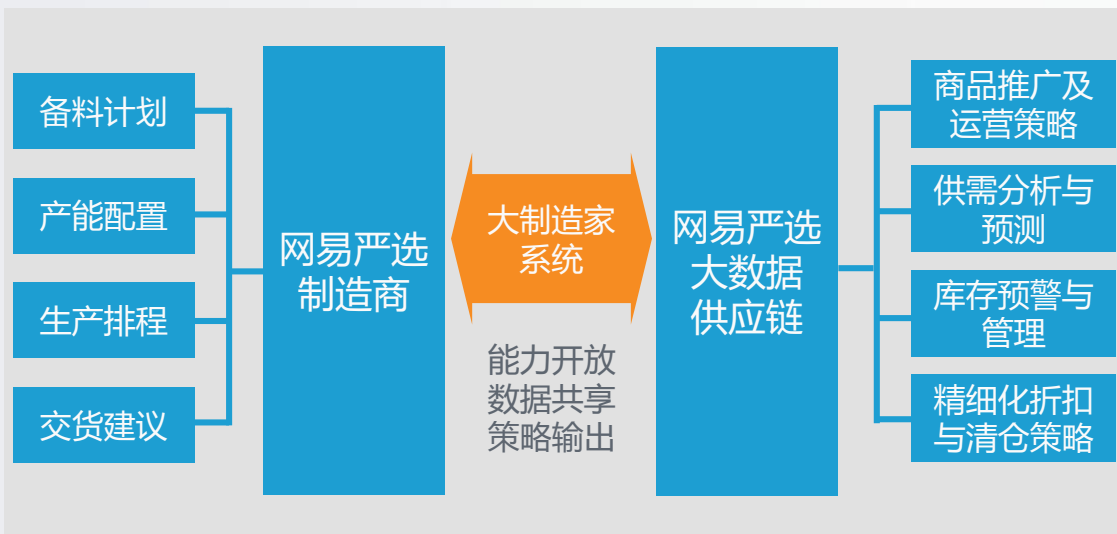 备料计划
产能配置
生产排程
交货建议
网易严选
制造商
大制造家
系统
能力开放
数据共享
策略输出
网易严选
大数据
供应链
商品推广及
运营策略
供需分析与
预测
库存预警与
管理
精细化折扣
与清仓策略